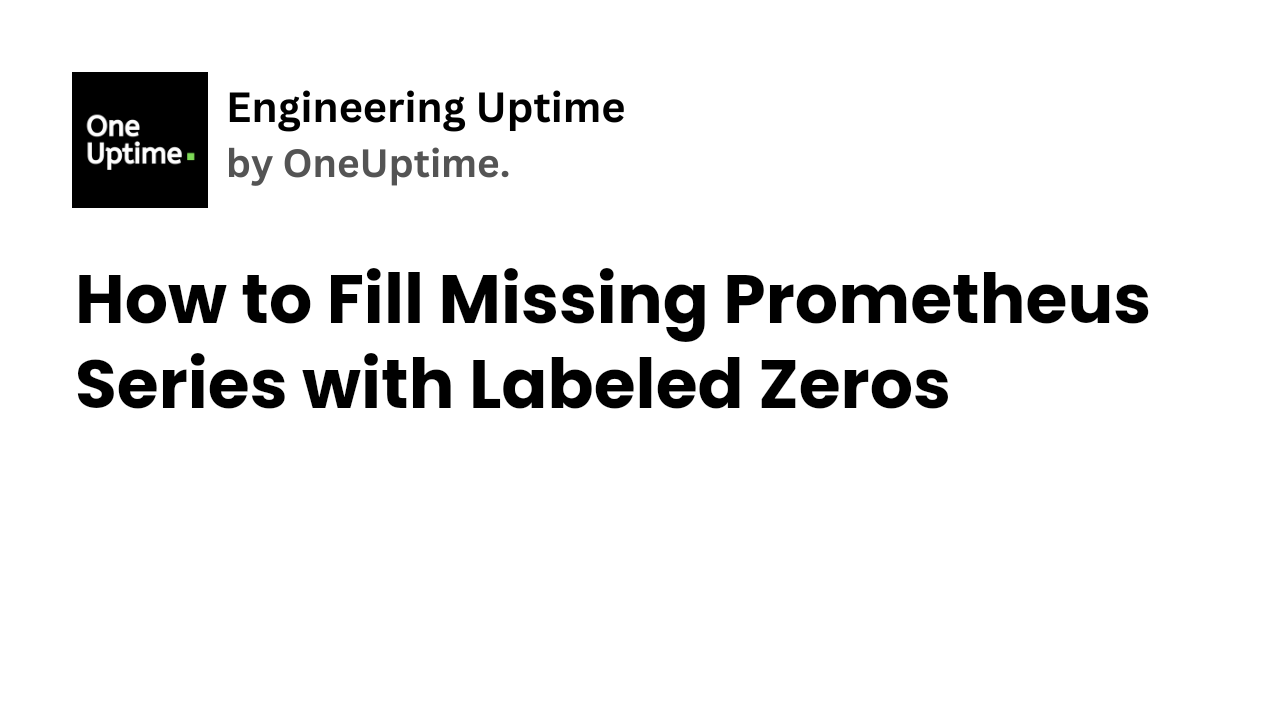 One
Uptime
Engineering Uptime
by OneUptime.
How to Fill Missing Prometheus
Series with Labeled Zeros